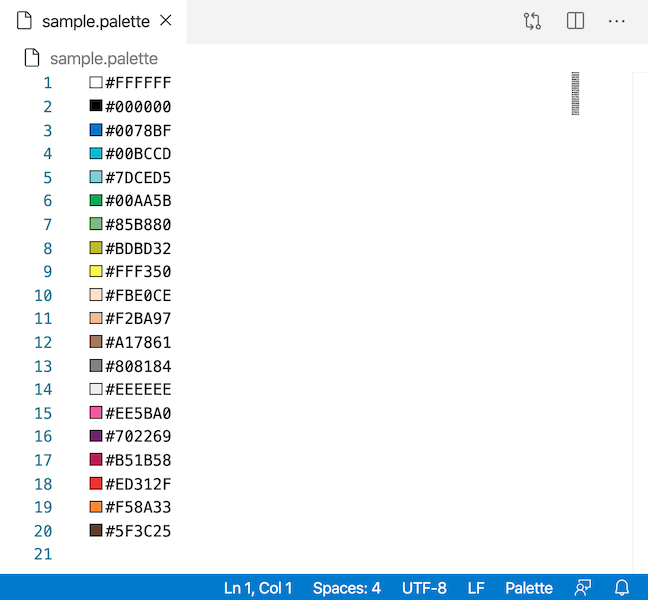 sample.palette
sample.palette
1 #FFFFFF
2 #000000
3 #0078BF
4 #00BCCD
5 #7DCED5
6 #00AA5B
7 #85B880
8 #BDBD32
9 #FFF350
10 #FBE0CE
11 #F2BA97
12 #A17861
13 #808184
14 #EEEEEE
15 #EE5BA0
16 #702269
17 #B51B58
18 #ED312F
19 #F58A33
20 #5F3C25
21
Ln 1, Col 1 Spaces: 4 UTF-8 LF Palette